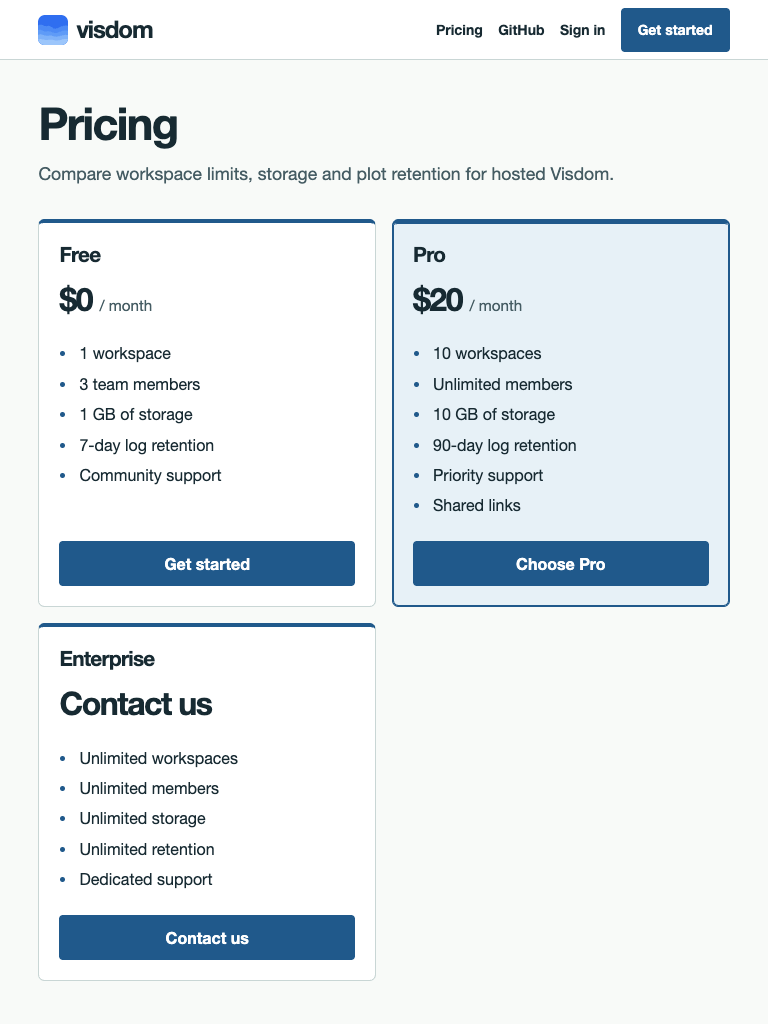 visdom
Pricing GitHub Sign in Get started
Pricing
Compare workspace limits, storage and plot retention for hosted Visdom.
Free
$0 / month
• 1 workspace
• 3 team members
• 1 GB of storage
• 7-day log retention
• Community support
Get started
Pro
$20 / month
• 10 workspaces
• Unlimited members
• 10 GB of storage
• 90-day log retention
• Priority support
• Shared links
Choose Pro
Enterprise
Contact us
• Unlimited workspaces
• Unlimited members
• Unlimited storage
• Unlimited retention
• Dedicated support
Contact us